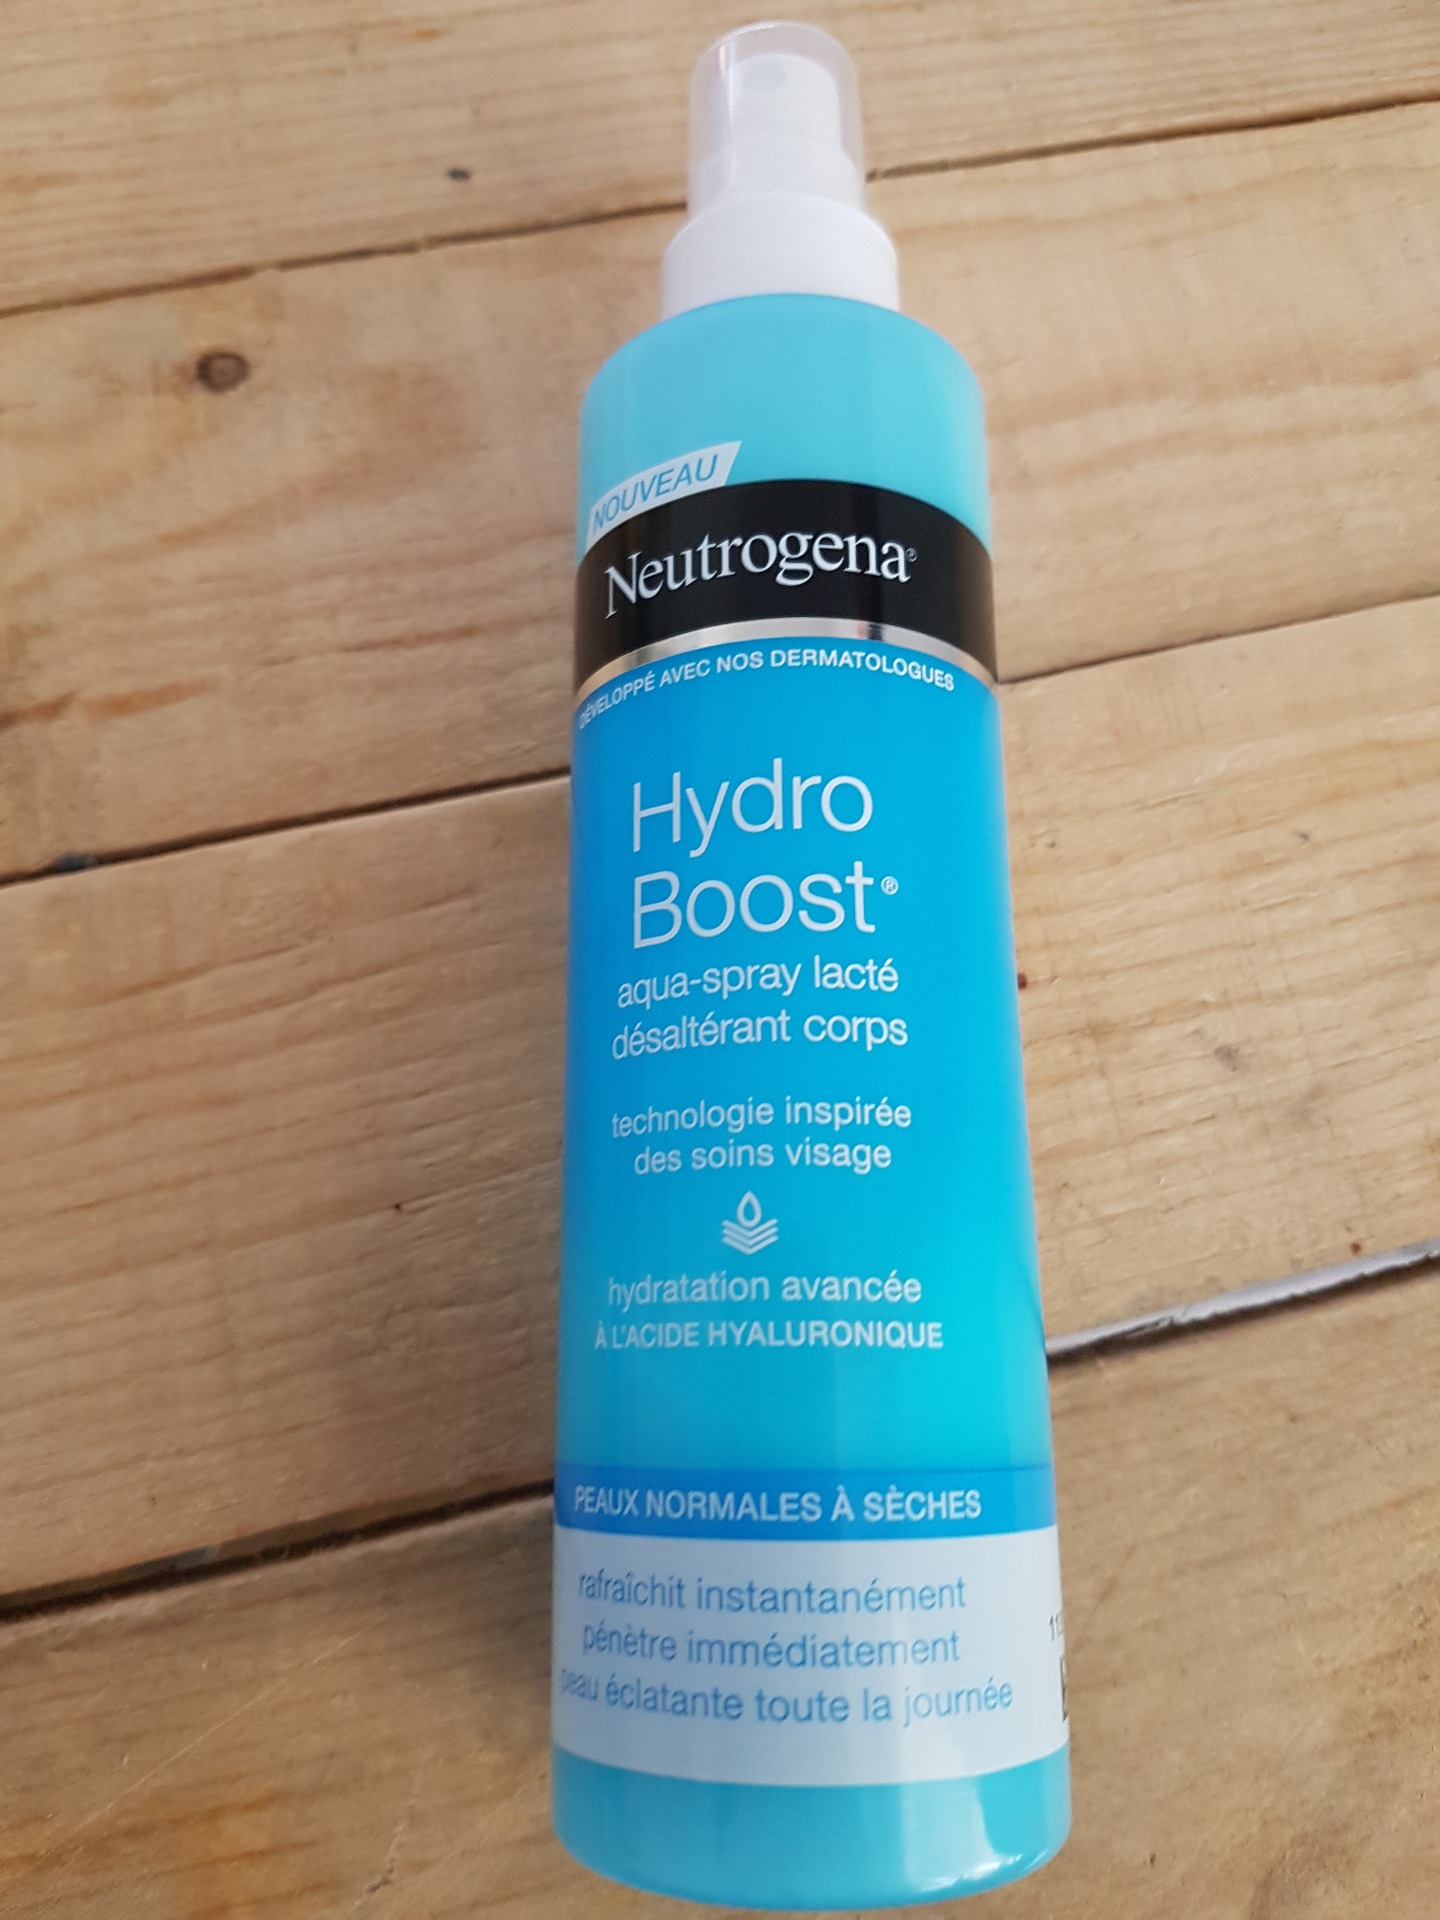 NOUVEAU
Neutrogena®
DÉVELOPPÉ AVEC NOS DERMATOLOGUES
Hydro
Boost®
aqua-spray lacté
désaltérant corps
technologie inspirée
des soins visage
hydratation avancée
À L'ACIDE HYALURONIQUE
PEAUX NORMALES À SÈCHES
rafraîchit instantanément
pénètre immédiatement
peau éclatante toute la journée